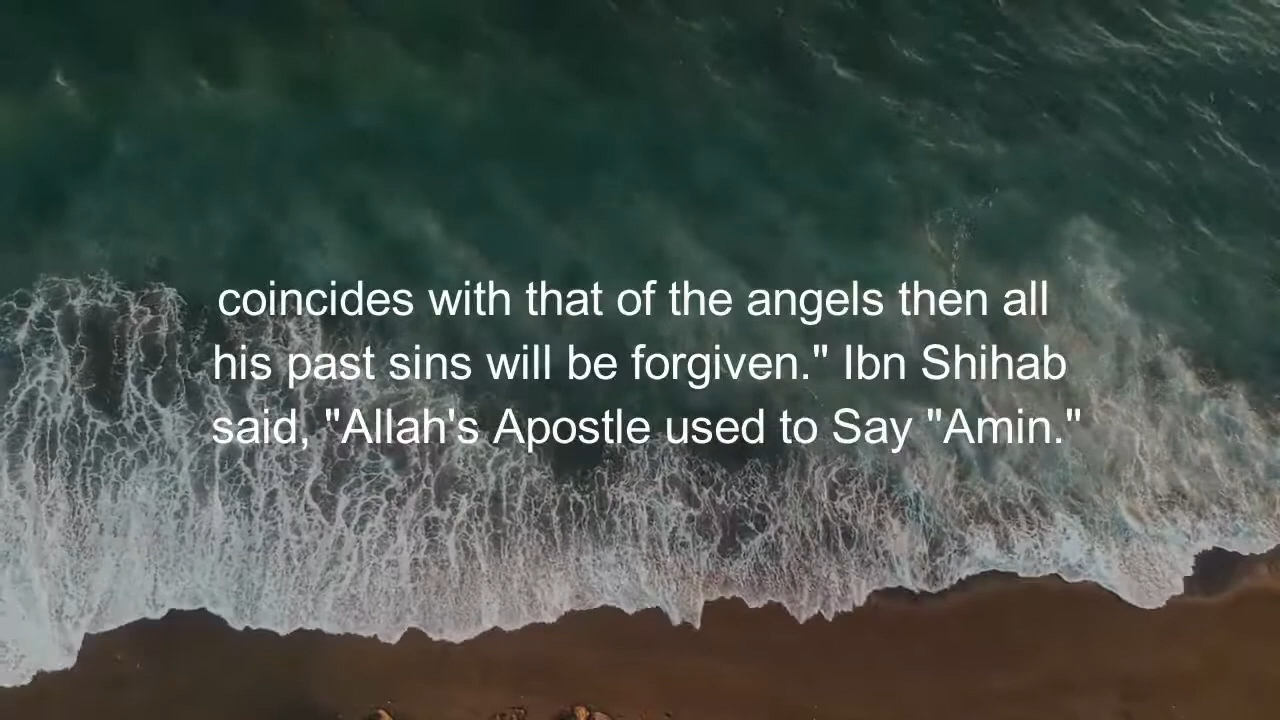 coincides with that of the angels then all
his past sins will be forgiven." Ibn Shihab
said, "Allah's Apostle used to Say "Amin."